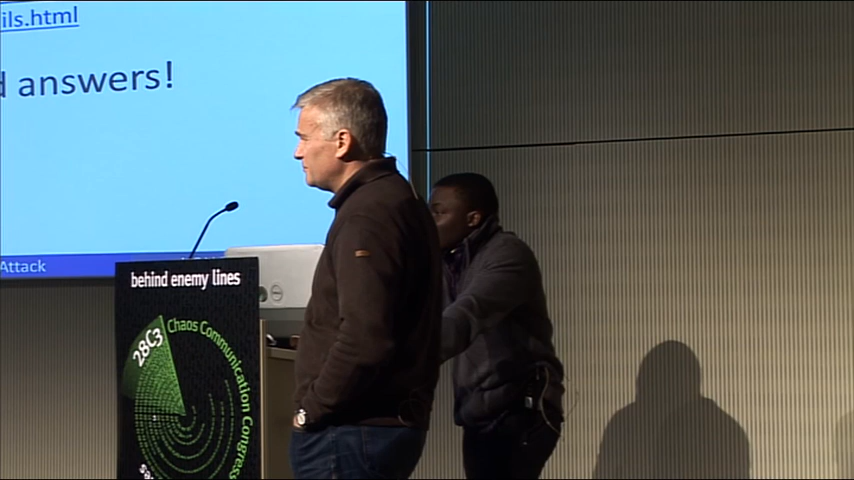 ils.html
answers!
Attack
behind enemy lines
28C3
Chaos Communication Congress